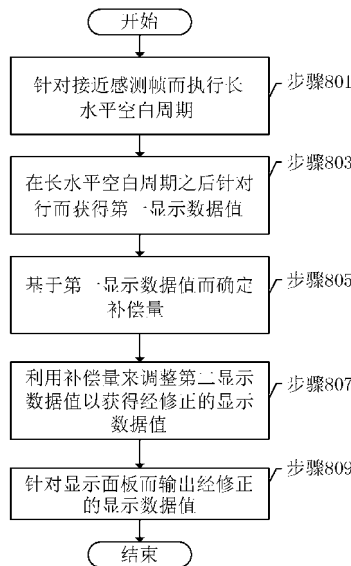 开始
针对接近感测帧而执行长
水平空白周期
步骤801
在长水平空白周期之后针对
行而获得第一显示数据值
步骤803
基于第一显示数据值而确定
补偿量
步骤805
利用补偿量来调整第二显示
数据值以获得经修正的显示
数据值
步骤807
针对显示面板而输出经修正
的显示数据值
步骤809
结束